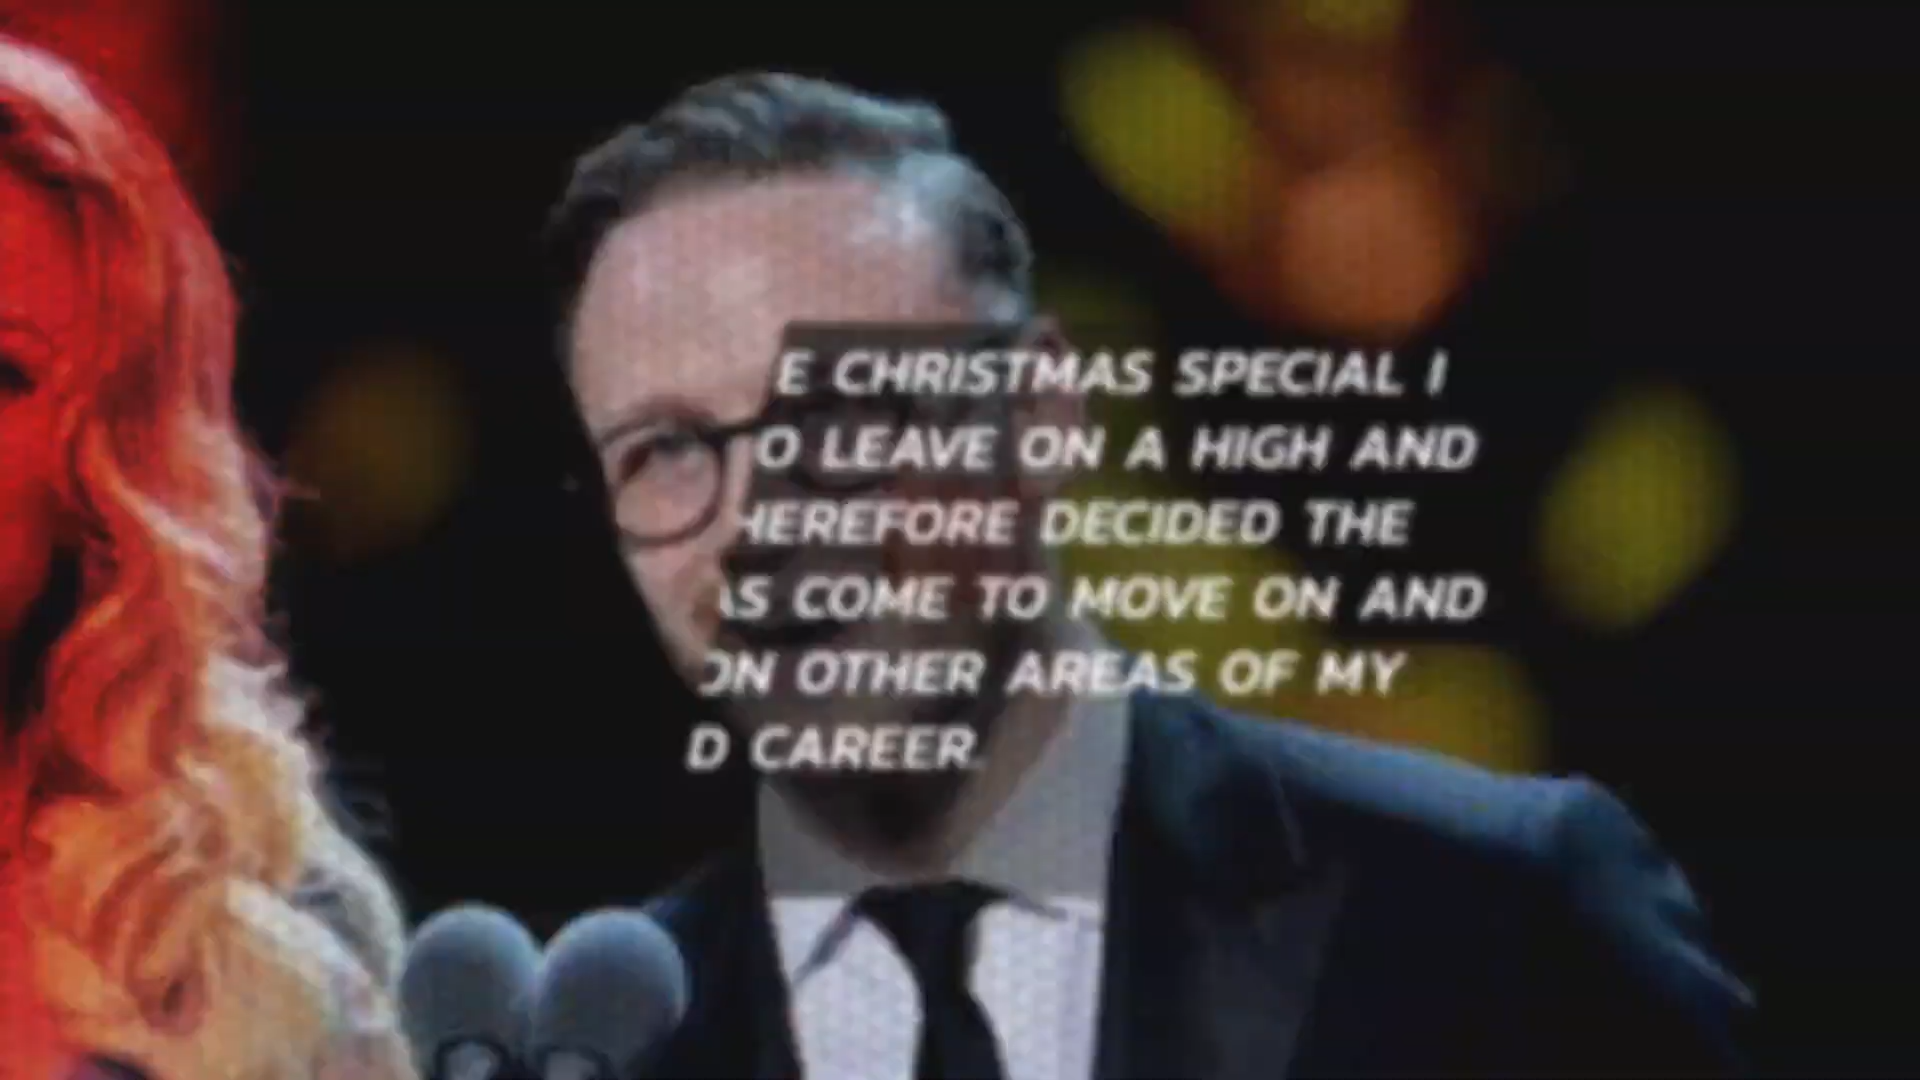 E CHRISTMAS SPECIAL I
O LEAVE ON A HIGH AND
HEREFORE DECIDED THE
AS COME TO MOVE ON AND
ON OTHER AREAS OF MY
D CAREER.